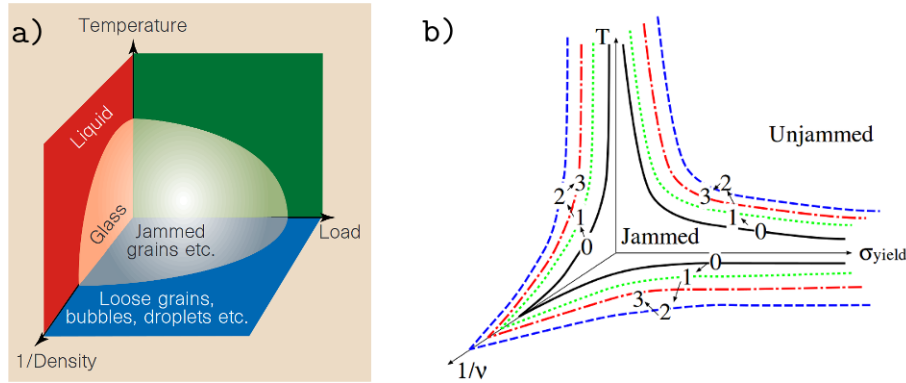 a)
Temperature
Liquid
Glass
Jammed
grains etc.
Load
Loose grains,
bubbles, droplets etc.
1/Density
b)
T
Unjammed
2 3
1
0
3 2
1
0
Jammed
σyield
0
1
3 2
1/ν